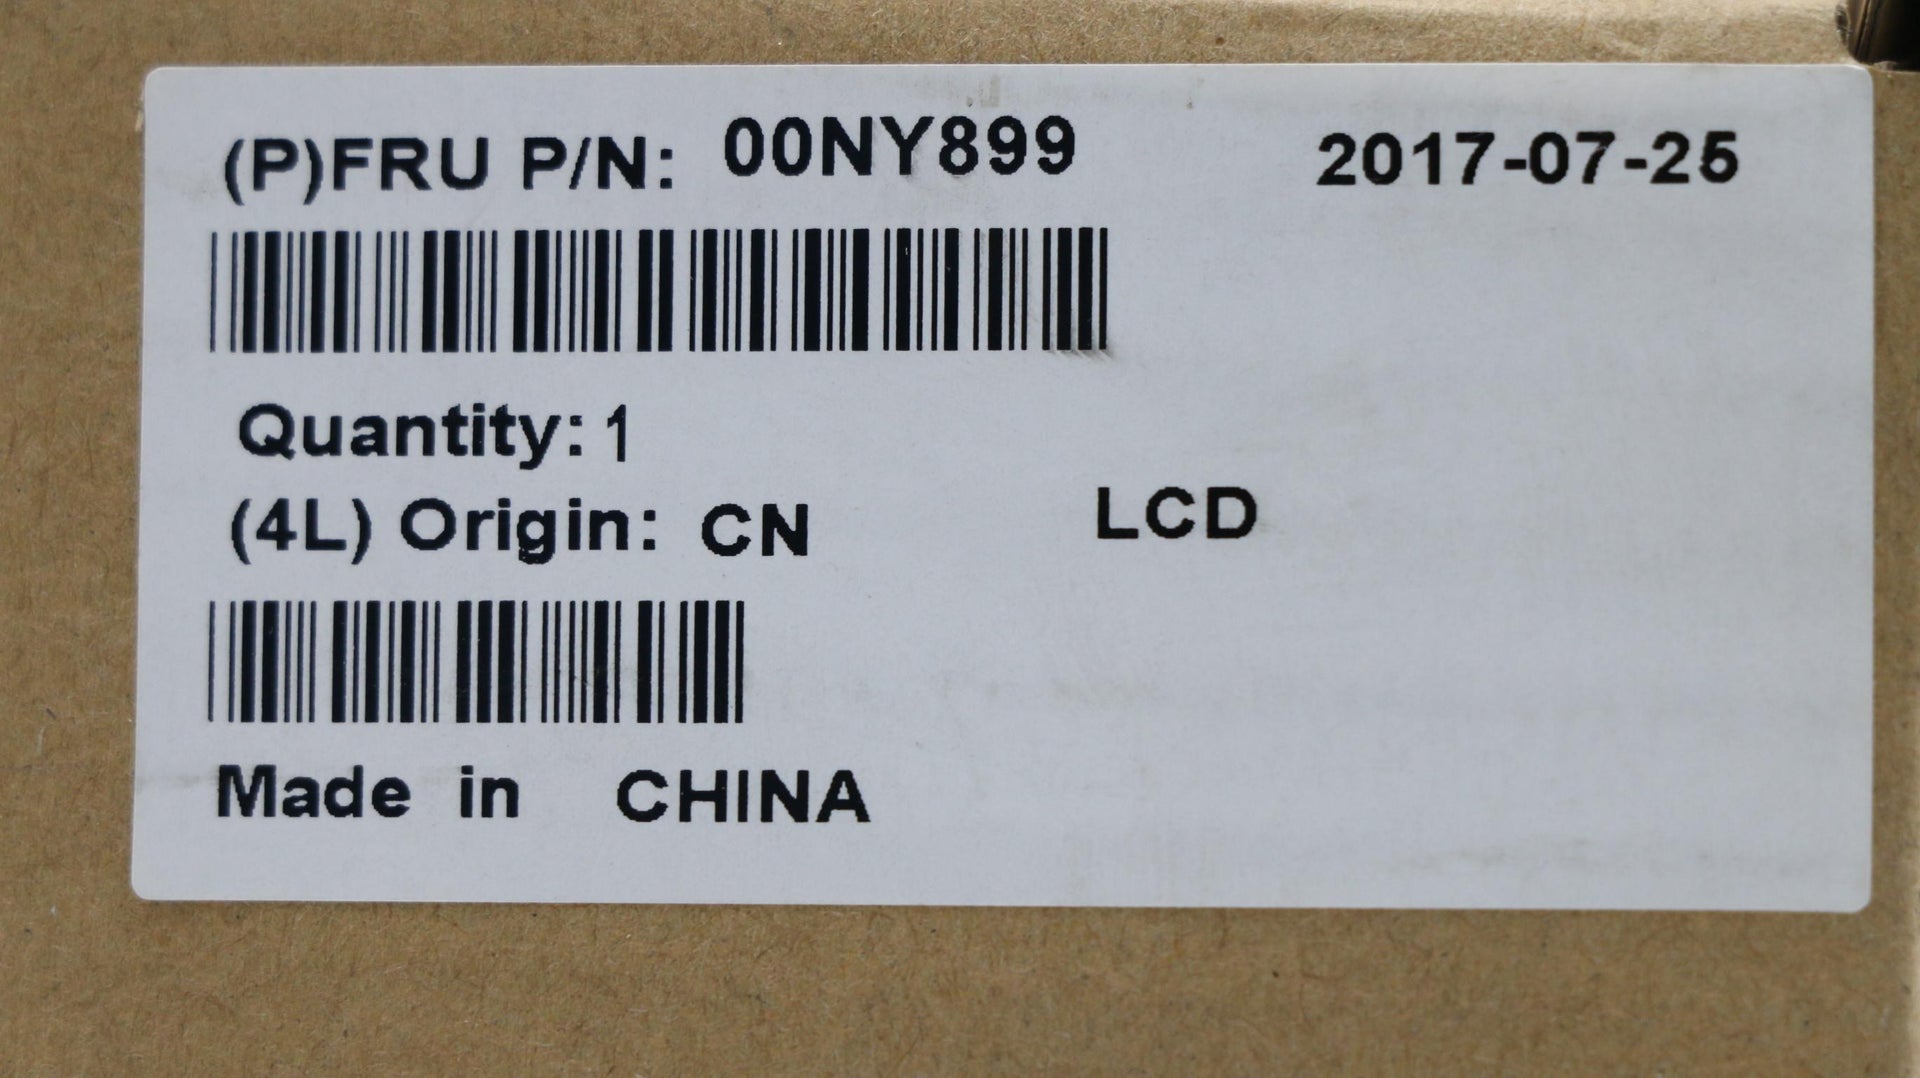 (P)FRU P/N: 00NY899 2017-07-25
Quantity: 1
(4L) Origin: CN LCD
Made in CHINA